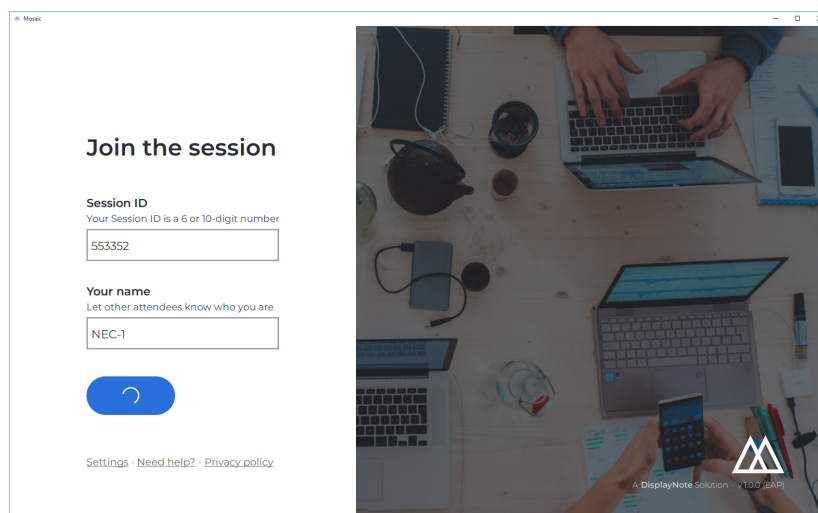 Mosaic
Join the session
Session ID
Your Session ID is a 6 or 10-digit number
553352
Your name
Let other attendees know who you are
NEC-1
Settings · Need help? · Privacy policy
A DisplayNote Solution · v 1.0.0 (EAP)